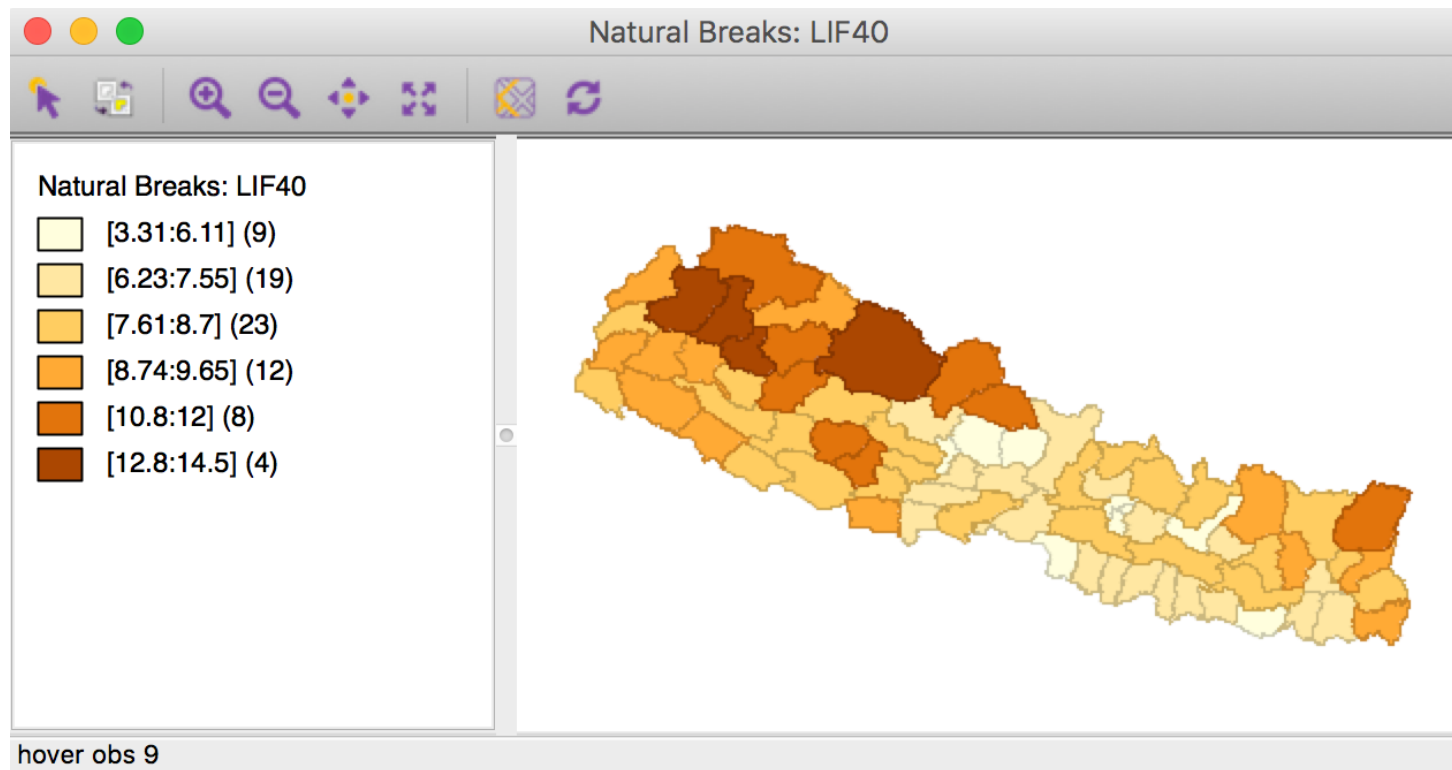 Natural Breaks: LIF40
Natural Breaks: LIF40
[3.31:6.11] (9)
[6.23:7.55] (19)
[7.61:8.7] (23)
[8.74:9.65] (12)
[10.8:12] (8)
[12.8:14.5] (4)
hover obs 9